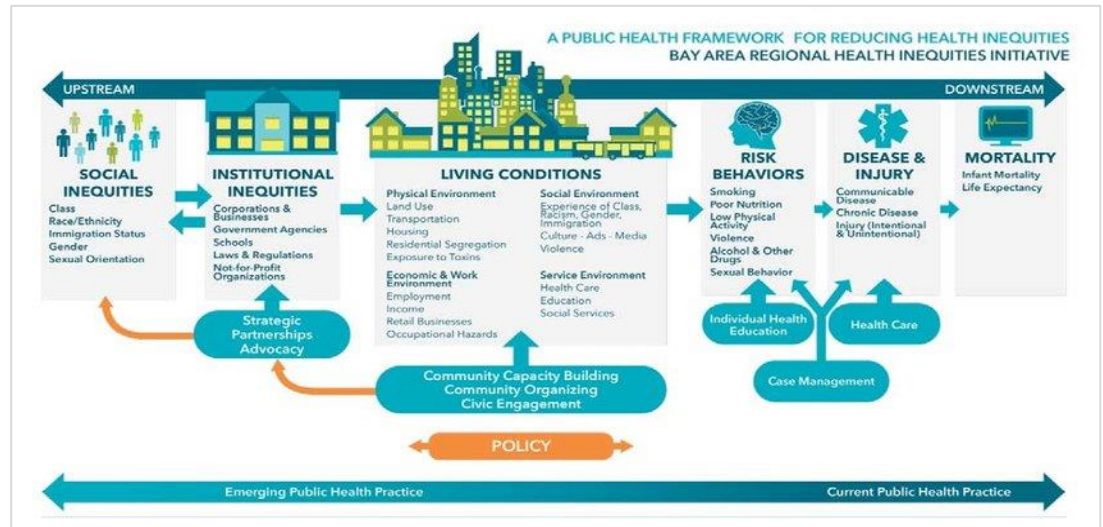 A PUBLIC HEALTH FRAMEWORK FOR REDUCING HEALTH INEQUITIES
BAY AREA REGIONAL HEALTH INEQUITIES INITIATIVE
UPSTREAM
DOWNSTREAM
SOCIAL
INEQUITIES
Class
Race/Ethnicity
Immigration Status
Gender
Sexual Orientation
INSTITUTIONAL
INEQUITIES
Corporations &
Businesses
Government Agencies
Schools
Laws & Regulations
Not-for-Profit
Organizations
LIVING CONDITIONS
Physical Environment
Land Use
Transportation
Housing
Residential Segregation
Exposure to Toxins
Economic & Work
Environment
Employment
Income
Retail Businesses
Occupational Hazards
Social Environment
Experience of Class,
Racism, Gender,
Immigration
Culture - Ads - Media
Violence
Service Environment
Health Care
Education
Social Services
RISK
BEHAVIORS
Smoking
Poor Nutrition
Low Physical
Activity
Violence
Alcohol & Other
Drugs
Sexual Behavior
DISEASE &
INJURY
Communicable
Disease
Chronic Disease
Injury (Intentional
& Unintentional)
MORTALITY
Infant Mortality
Life Expectancy
Strategic
Partnerships
Advocacy
Community Capacity Building
Community Organizing
Civic Engagement
Individual Health
Education
Health Care
Case Management
POLICY
Emerging Public Health Practice
Current Public Health Practice